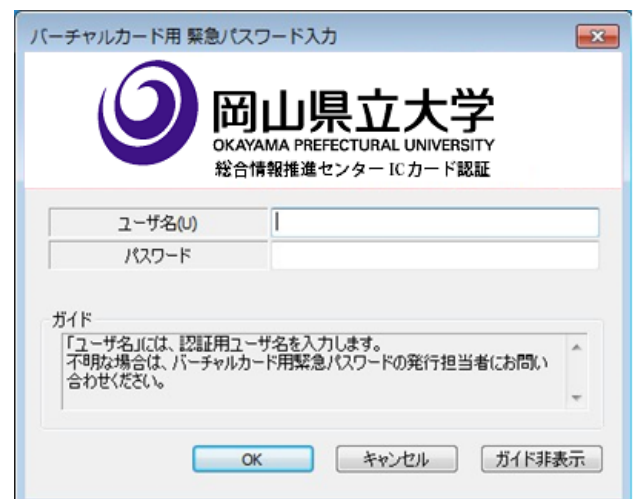 バーチャルカード用 緊急パスワード入力
岡山県立大学
OKAYAMA PREFECTURAL UNIVERSITY
総合情報推進センター ICカード認証
ユーザ名(U)
パスワード
ガイド
「ユーザ名」には、認証用ユーザ名を入力します。
不明な場合は、バーチャルカード用緊急パスワードの発行担当者にお問い
合わせください。
OK キャンセル ガイド非表示